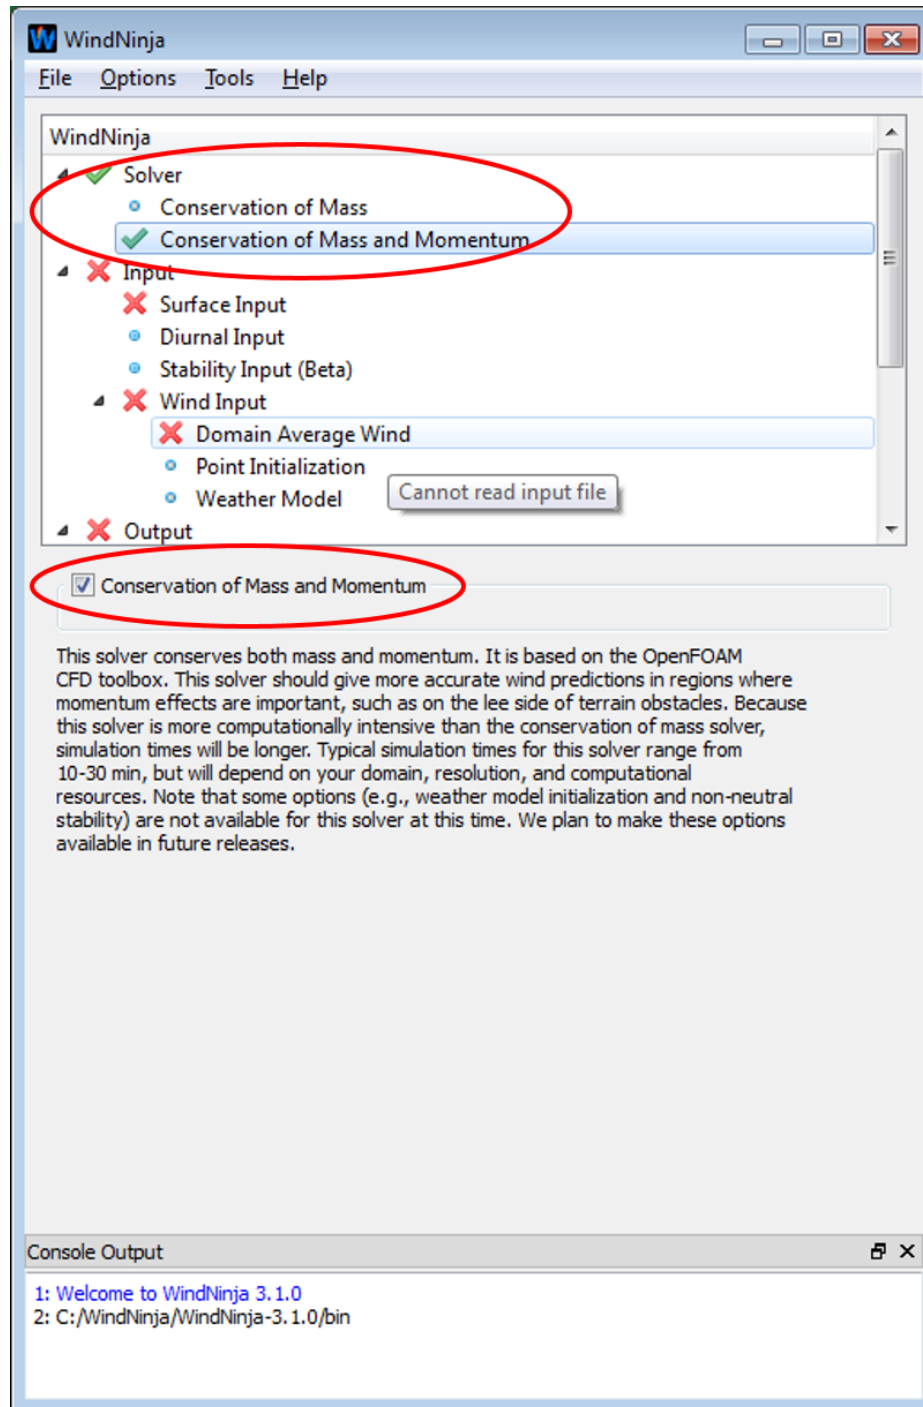 WindNinja
File Options Tools Help
WindNinja
Solver
Conservation of Mass
Conservation of Mass and Momentum
Input
Surface Input
Diurnal Input
Stability Input (Beta)
Wind Input
Domain Average Wind
Point Initialization
Weather Model
Cannot read input file
Output
Conservation of Mass and Momentum
This solver conserves both mass and momentum. It is based on the OpenFOAM
CFD toolbox. This solver should give more accurate wind predictions in regions where
momentum effects are important, such as on the lee side of terrain obstacles. Because
this solver is more computationally intensive than the conservation of mass solver,
simulation times will be longer. Typical simulation times for this solver range from
10-30 min, but will depend on your domain, resolution, and computational
resources. Note that some options (e.g., weather model initialization and non-neutral
stability) are not available for this solver at this time. We plan to make these options
available in future releases.
Console Output
1: Welcome to WindNinja 3.1.0
2: C:/WindNinja/WindNinja-3.1.0/bin